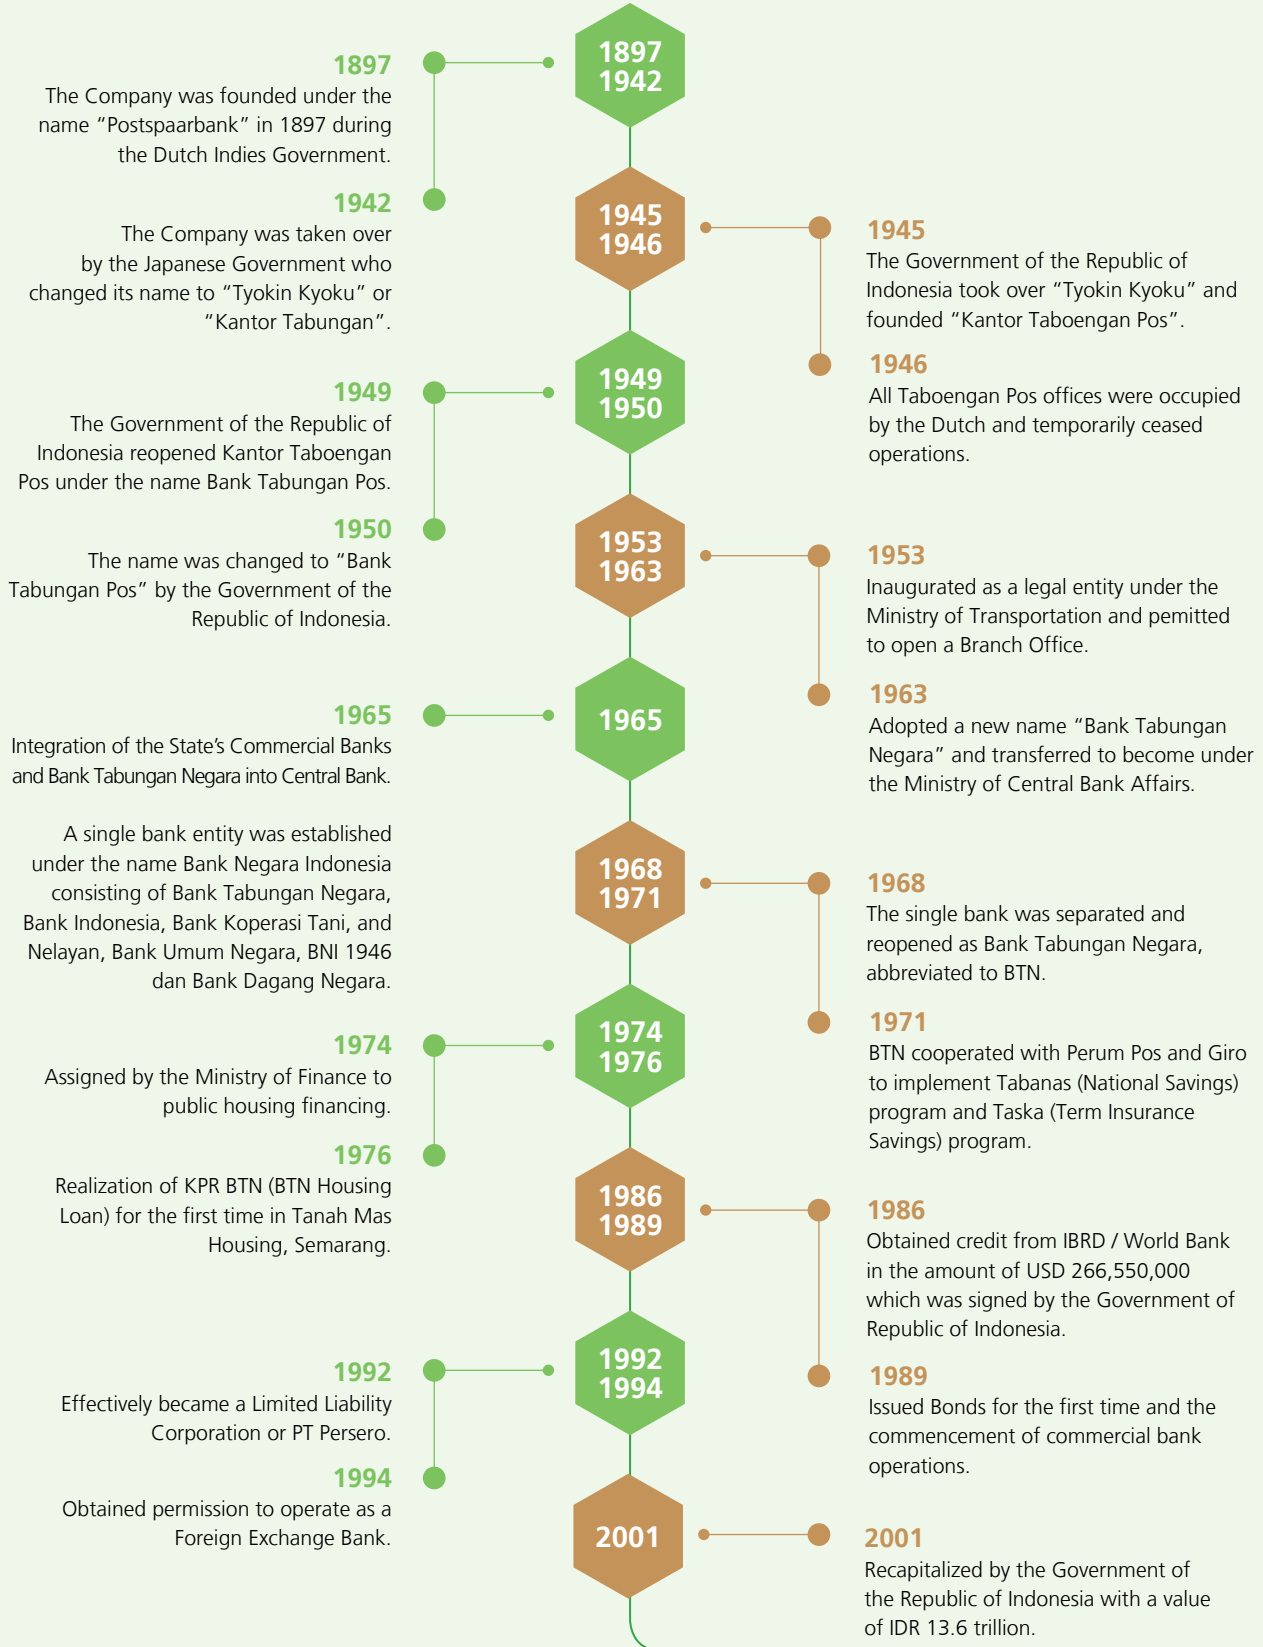 1897
1942
1897
The Company was founded under the
name “Postspaarbank” in 1897 during
the Dutch Indies Government.
1942
The Company was taken over
by the Japanese Government who
changed its name to “Tyokin Kyoku” or
“Kantor Tabungan”.
1945
1946
1945
The Government of the Republic of
Indonesia took over “Tyokin Kyoku” and
founded “Kantor Taboengan Pos”.
1946
All Taboengan Pos offices were occupied
by the Dutch and temporarily ceased
operations.
1949
1950
1949
The Government of the Republic of
Indonesia reopened Kantor Taboengan
Pos under the name Bank Tabungan Pos.
1950
The name was changed to “Bank
Tabungan Pos” by the Government of the
Republic of Indonesia.
1953
1963
1953
Inaugurated as a legal entity under the
Ministry of Transportation and pemitted
to open a Branch Office.
1963
Adopted a new name “Bank Tabungan
Negara” and transferred to become under
the Ministry of Central Bank Affairs.
1965
1965
Integration of the State’s Commercial Banks
and Bank Tabungan Negara into Central Bank.
A single bank entity was established
under the name Bank Negara Indonesia
consisting of Bank Tabungan Negara,
Bank Indonesia, Bank Koperasi Tani, and
Nelayan, Bank Umum Negara, BNI 1946
dan Bank Dagang Negara.
1968
1971
1968
The single bank was separated and
reopened as Bank Tabungan Negara,
abbreviated to BTN.
1971
BTN cooperated with Perum Pos and Giro
to implement Tabanas (National Savings)
program and Taska (Term Insurance
Savings) program.
1974
1976
1974
Assigned by the Ministry of Finance to
public housing financing.
1976
Realization of KPR BTN (BTN Housing
Loan) for the first time in Tanah Mas
Housing, Semarang.
1986
1989
1986
Obtained credit from IBRD / World Bank
in the amount of USD 266,550,000
which was signed by the Government of
Republic of Indonesia.
1989
Issued Bonds for the first time and the
commencement of commercial bank
operations.
1992
1994
1992
Effectively became a Limited Liability
Corporation or PT Persero.
1994
Obtained permission to operate as a
Foreign Exchange Bank.
2001
2001
Recapitalized by the Government of
the Republic of Indonesia with a value
of IDR 13.6 trillion.